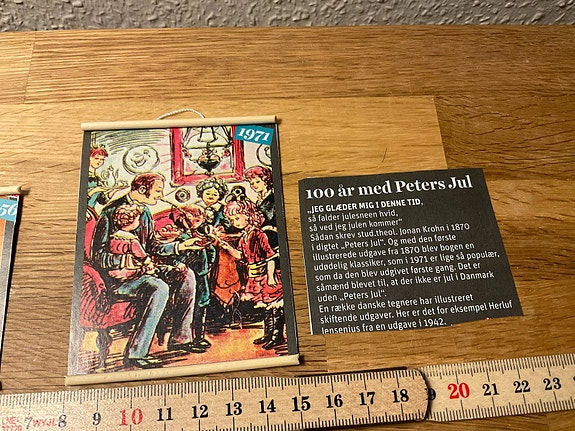 1971
100 år med Peters Jul
„JEG GLÆDER MIG I DENNE TID,
så falder julesneen hvid,
så ved jeg julen kommer"
Sådan skrev stud.theol. Jonan Krohn i 1870
i digtet „Peters Jul". Og med den første
illustrerede udgave fra 1870 blev bogen en
udødelig klassiker, som i 1971 er lige så populær,
som da den blev udgivet første gang. Det er
såmænd blevet til, at der ikke er jul i Danmark
uden „Peters Jul".
En række danske tegnere har illustreret
skiftende udgaver. Her er det for eksempel Herluf
Jensenius fra en udgave i 1942.
7 8 9 10 11 12 13 14 15 16 17 18 19 20 21 22 23